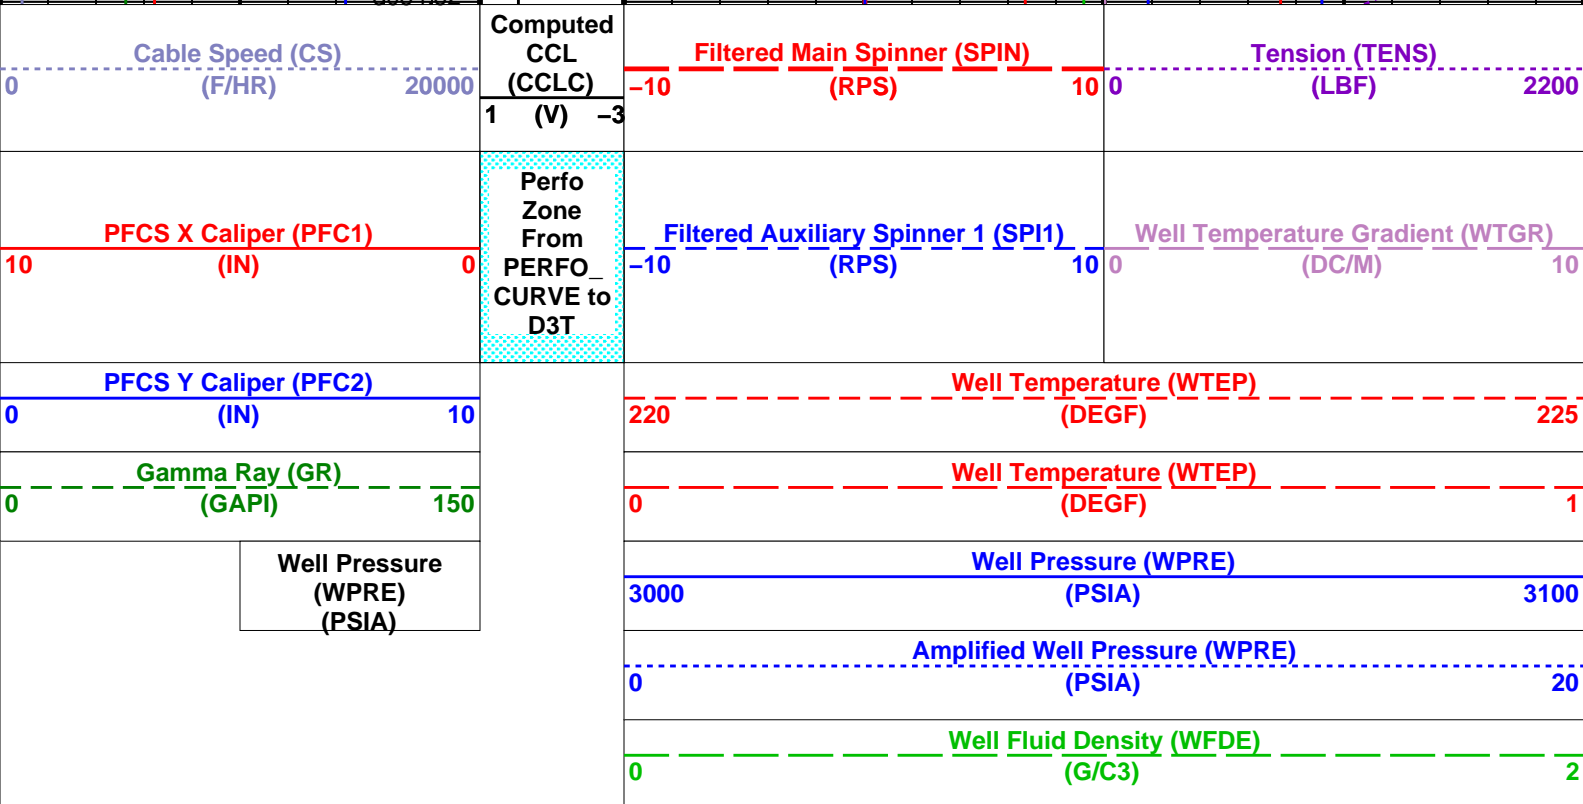 Cable Speed (CS)
0 (F/HR) 20000
Computed
CCL
(CCLC)
1 (V) −3
Filtered Main Spinner (SPIN)
−10 (RPS) 10
Tension (TENS)
0 (LBF) 2200
PFCS X Caliper (PFC1)
10 (IN) 0
Perfo
Zone
From
PERFO_
CURVE to
D3T
Filtered Auxiliary Spinner 1 (SPI1)
−10 (RPS) 10
Well Temperature Gradient (WTGR)
0 (DC/M) 10
PFCS Y Caliper (PFC2)
0 (IN) 10
Well Temperature (WTEP)
220 (DEGF) 225
Gamma Ray (GR)
0 (GAPI) 150
Well Temperature (WTEP)
0 (DEGF) 1
Well Pressure
(WPRE)
(PSIA)
Well Pressure (WPRE)
3000 (PSIA) 3100
Amplified Well Pressure (WPRE)
0 (PSIA) 20
Well Fluid Density (WFDE)
0 (G/C3) 2